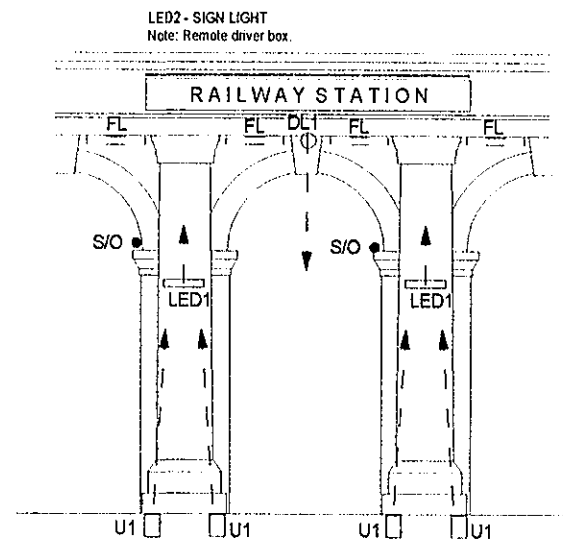 LED2 - SIGN LIGHT
Note: Remote driver box.
RAILWAY STATION
FL FL DL1 FL FL
S/O S/O
LED1 LED1
U1 U1 U1 U1